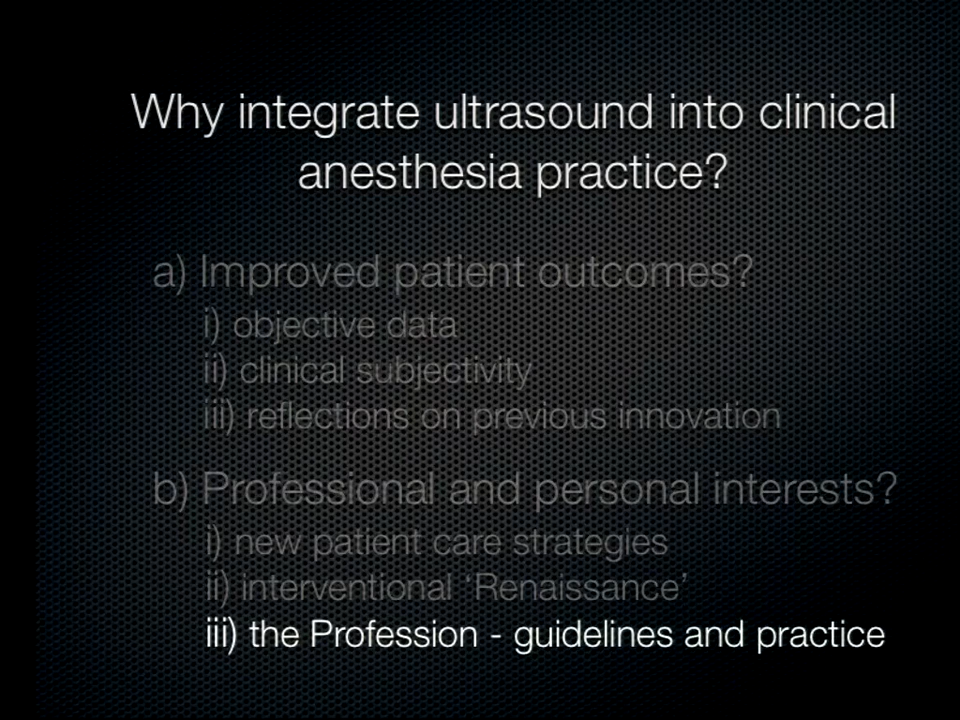 Why integrate ultrasound into clinical
anesthesia practice?
a) Improved patient outcomes?
i) objective data
ii) clinical subjectivity
iii) reflections on previous innovation
b) Professional and personal interests?
i) new patient care strategies
ii) interventional ‘Renaissance’
iii) the Profession - guidelines and practice